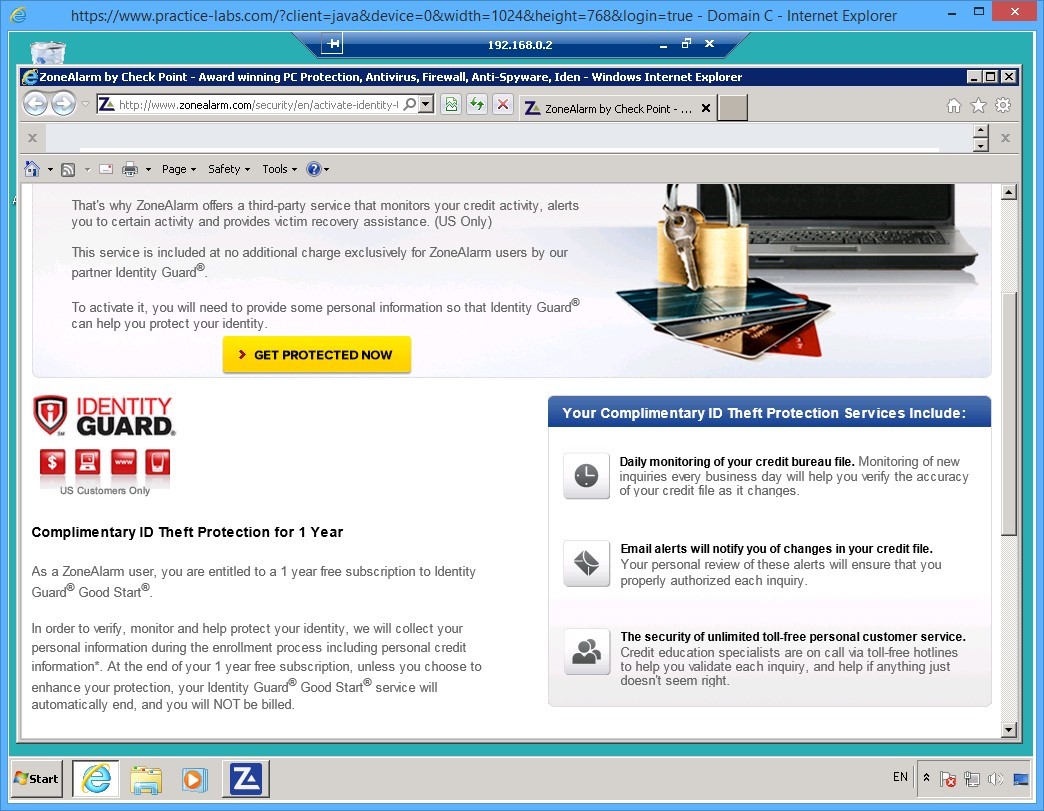 https://www.practice-labs.com/?client=java&device=0&width=1024&height=768&login=true - Domain C - Internet Explorer
192.168.0.2
ZoneAlarm by Check Point - Award winning PC Protection, Antivirus, Firewall, Anti-Spyware, Iden - Windows Internet Explorer
http://www.zonealarm.com/security/en/activate-identity-l
ZoneAlarm by Check Point - ...
Page
Safety
Tools
That's why ZoneAlarm offers a third-party service that monitors your credit activity, alerts
you to certain activity and provides victim recovery assistance. (US Only)
This service is included at no additional charge exclusively for ZoneAlarm users by our
partner Identity Guard®.
To activate it, you will need to provide some personal information so that Identity Guard®
can help you protect your identity.
GET PROTECTED NOW
IDENTITY
GUARD.
www
US Customers Only
Complimentary ID Theft Protection for 1 Year
As a ZoneAlarm user, you are entitled to a 1 year free subscription to Identity
Guard® Good Start®.
In order to verify, monitor and help protect your identity, we will collect your
personal information during the enrollment process including personal credit
information*. At the end of your 1 year free subscription, unless you choose to
enhance your protection, your Identity Guard® Good Start® service will
automatically end, and you will NOT be billed.
Your Complimentary ID Theft Protection Services Include:
Daily monitoring of your credit bureau file. Monitoring of new
inquiries every business day will help you verify the accuracy
of your credit file as it changes.
Email alerts will notify you of changes in your credit file.
Your personal review of these alerts will ensure that you
properly authorized each inquiry.
The security of unlimited toll-free personal customer service.
Credit education specialists are on call via toll-free hotlines
to help you validate each inquiry, and help if anything just
doesn't seem right.
Start
EN